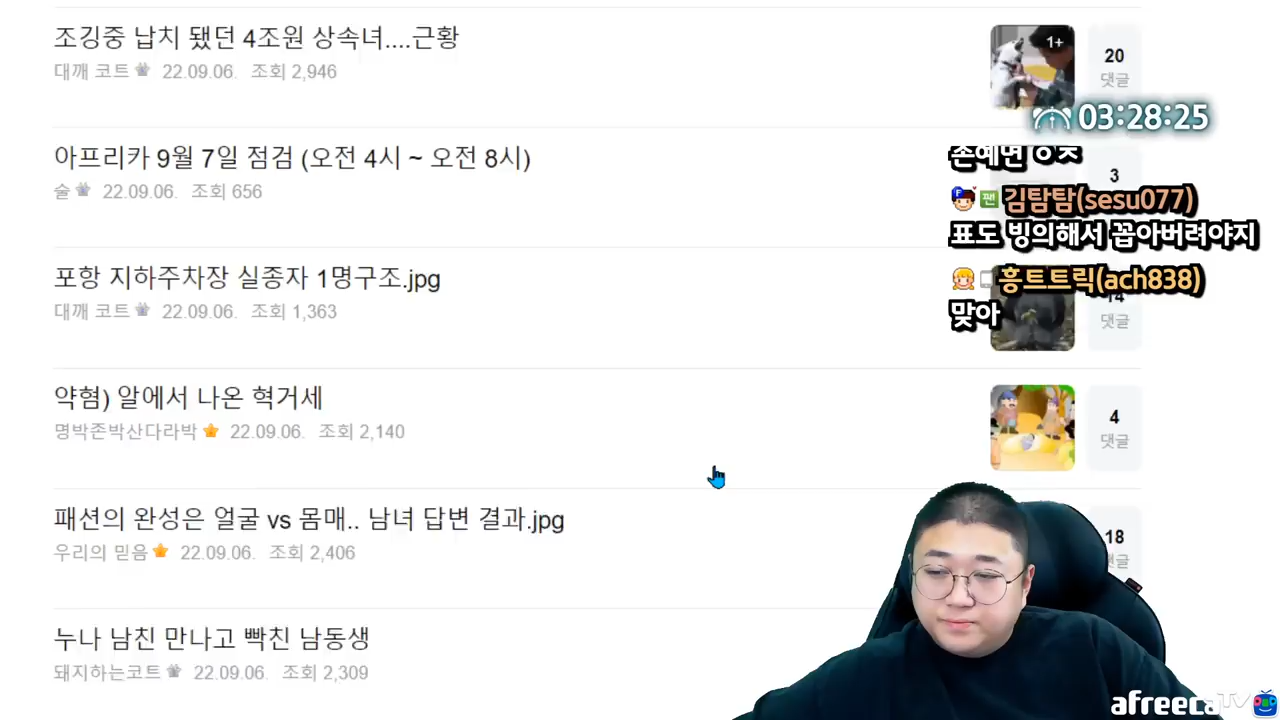 조깅중 납치 됐던 4조원 상속녀....근황
대깨 코트 22.09.06. 조회 2,946
1+
20
댓글
03:28:25
아프리카 9월 7일 점검 (오전 4시 ~ 오전 8시)
술 22.09.06. 조회 656
3
손예면 ㅇㅈ
팬 김탐탐(sesu077)
표도 빙의해서 꼽아버려야지
흥트트릭(ach838)
맞아
포항 지하주차장 실종자 1명구조.jpg
대깨 코트 22.09.06. 조회 1,363
14
댓글
약혐) 알에서 나온 혁거세
명박존박산다라박 22.09.06. 조회 2,140
4
댓글
패션의 완성은 얼굴 vs 몸매.. 남녀 답변 결과.jpg
우리의 믿음 22.09.06. 조회 2,406
18
댓글
누나 남친 만나고 빡친 남동생
돼지하는코트 22.09.06. 조회 2,309
afreecaTV